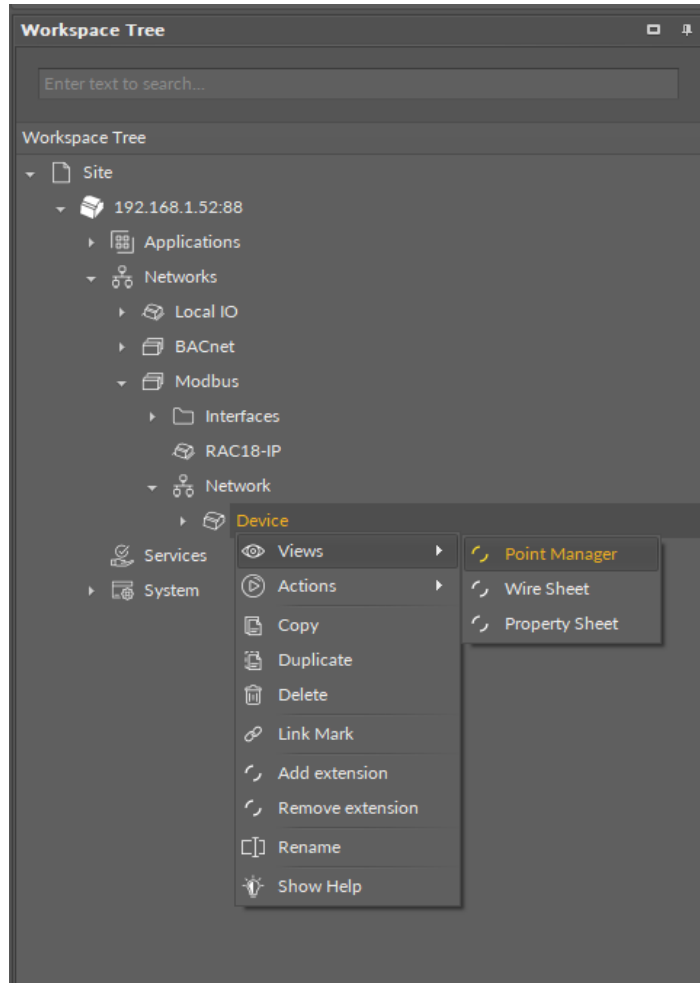 Workspace Tree
Enter text to search...
Workspace Tree
Site
192.168.1.52:88
Applications
Networks
Local IO
BACnet
Modbus
Interfaces
RAC18-IP
Network
Device
Services
System
Views
Actions
Copy
Duplicate
Delete
Link Mark
Add extension
Remove extension
Rename
Show Help
Point Manager
Wire Sheet
Property Sheet